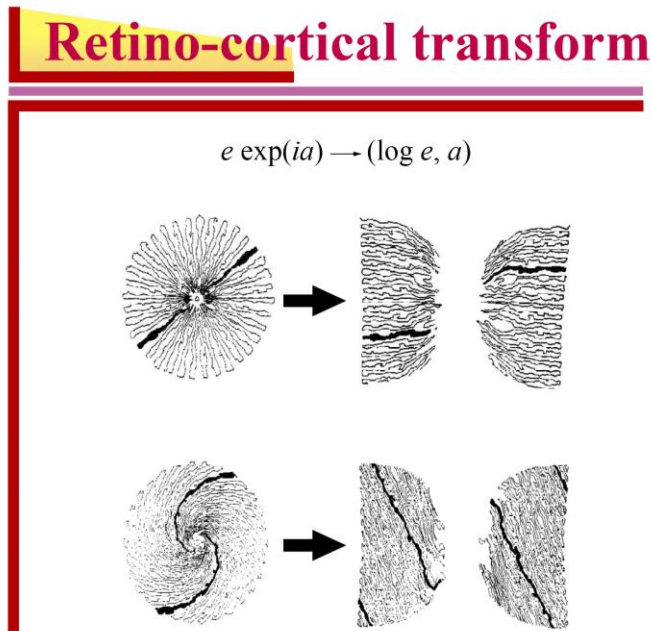 Retino-cortical transform
e exp(ia) → (log e, a)